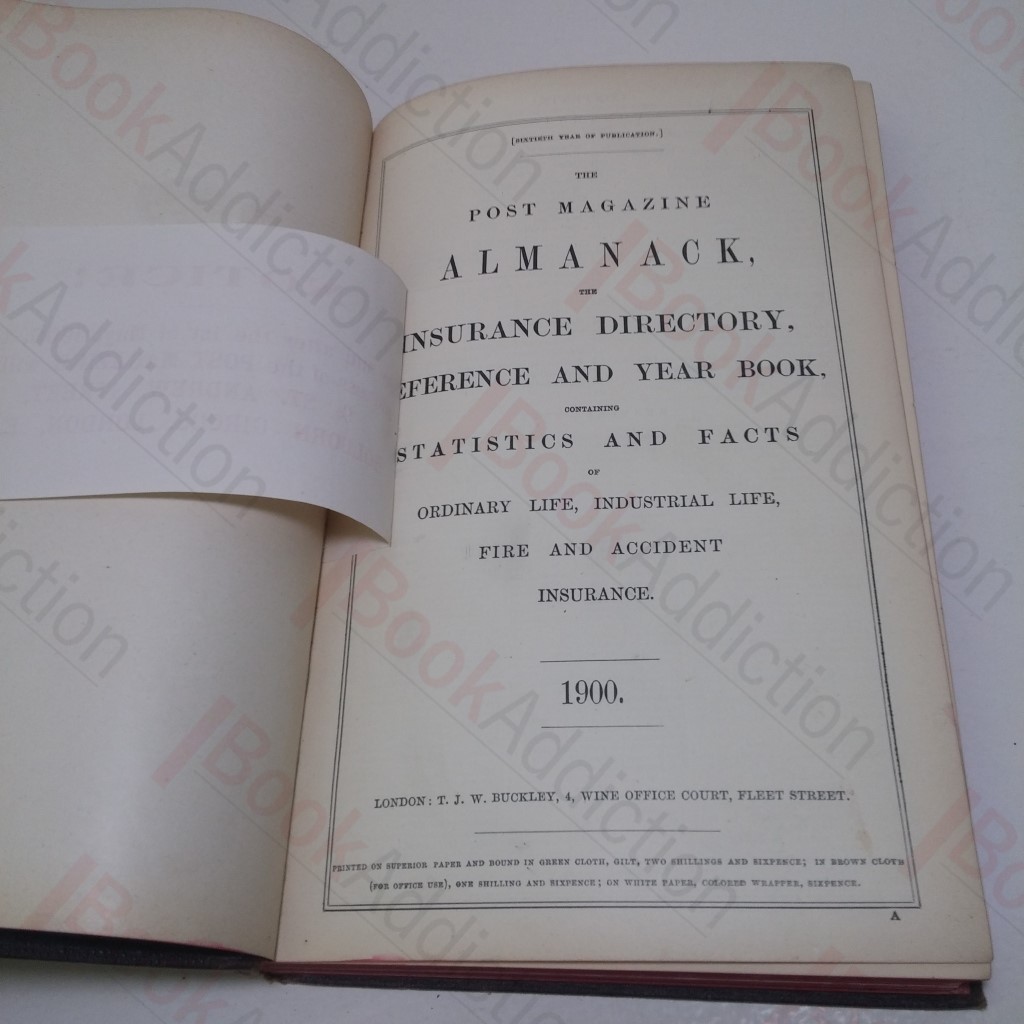 [SIXTIETH YEAR OF PUBLICATION.]
THE
POST MAGAZINE
ALMANACK,
THE
INSURANCE DIRECTORY,
EFERENCE AND YEAR BOOK,
CONTAINING
STATISTICS AND FACTS
OF
ORDINARY LIFE, INDUSTRIAL LIFE,
FIRE AND ACCIDENT
INSURANCE.
1900.
LONDON: T. J. W. BUCKLEY, 4, WINE OFFICE COURT, FLEET STREET.
PRINTED ON SUPERIOR PAPER AND BOUND IN GREEN CLOTH, GILT, TWO SHILLINGS AND SIXPENCE; IN BROWN CLOTH
(FOR OFFICE USE), ONE SHILLING AND SIXPENCE; ON WHITE PAPER, COLORED WRAPPER, SIXPENCE.
A
BookAddiction